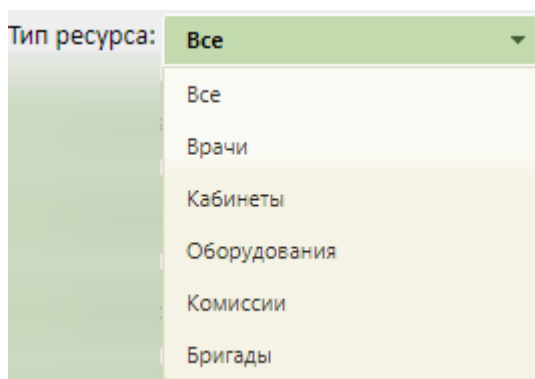 Тип ресурса: Все
Все
Врачи
Кабинеты
Оборудования
Комиссии
Бригады